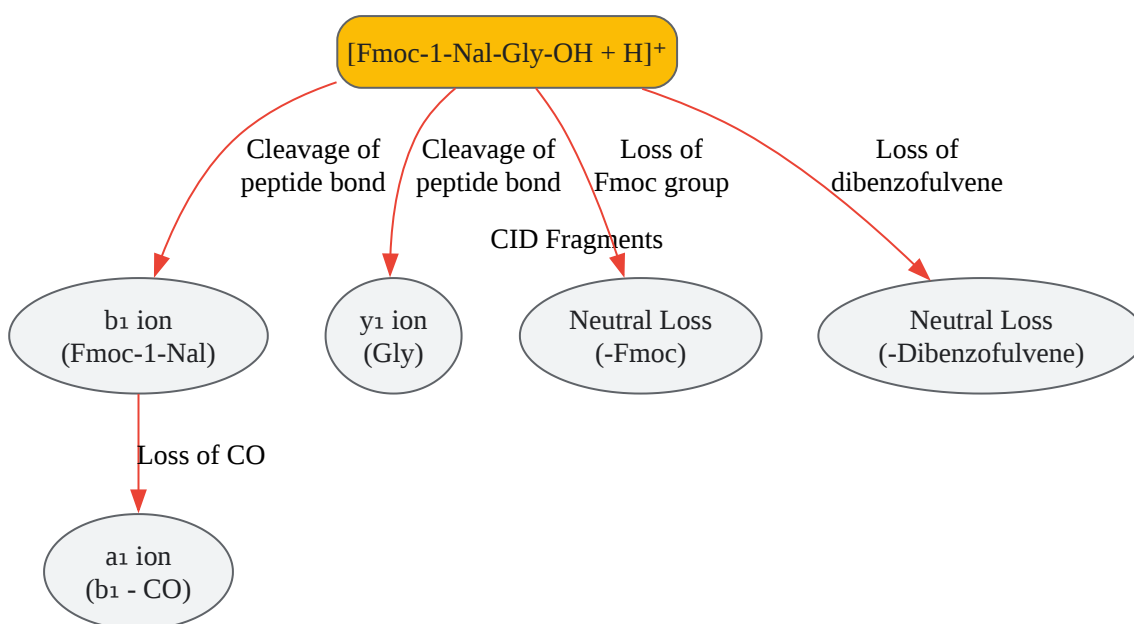 [Fmoc-1-Nal-Gly-OH + H]⁺
Cleavage of
peptide bond
Cleavage of
peptide bond
Loss of
Fmoc group
Loss of
dibenzofulvene
CID Fragments
b₁ ion
(Fmoc-1-Nal)
y₁ ion
(Gly)
Neutral Loss
(-Fmoc)
Neutral Loss
(-Dibenzofulvene)
Loss of CO
a₁ ion
(b₁ - CO)